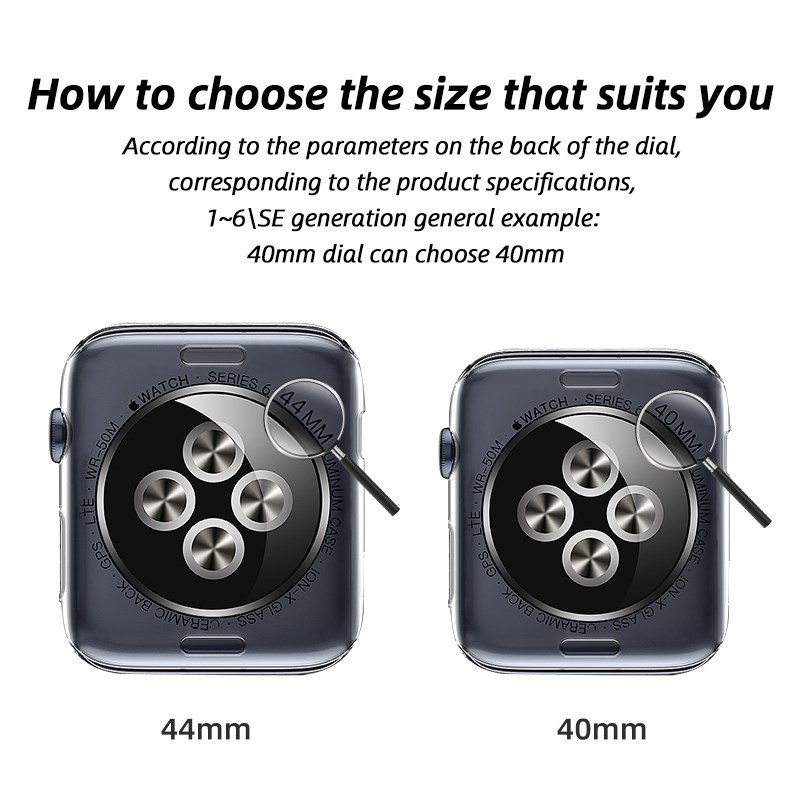 How to choose the size that suits you
According to the parameters on the back of the dial,
corresponding to the product specifications,
1~6\SE generation general example:
40mm dial can choose 40mm
WATCH · SERIES 6 44MM ALUMINUM CASE · ION-X GLASS · CERAMIC BACK · GPS · LTE · WR-50M ·
WATCH · SERIES 6 40MM ALUMINUM CASE · ION-X GLASS · CERAMIC BACK · GPS · LTE · WR-50M ·
44mm
40mm